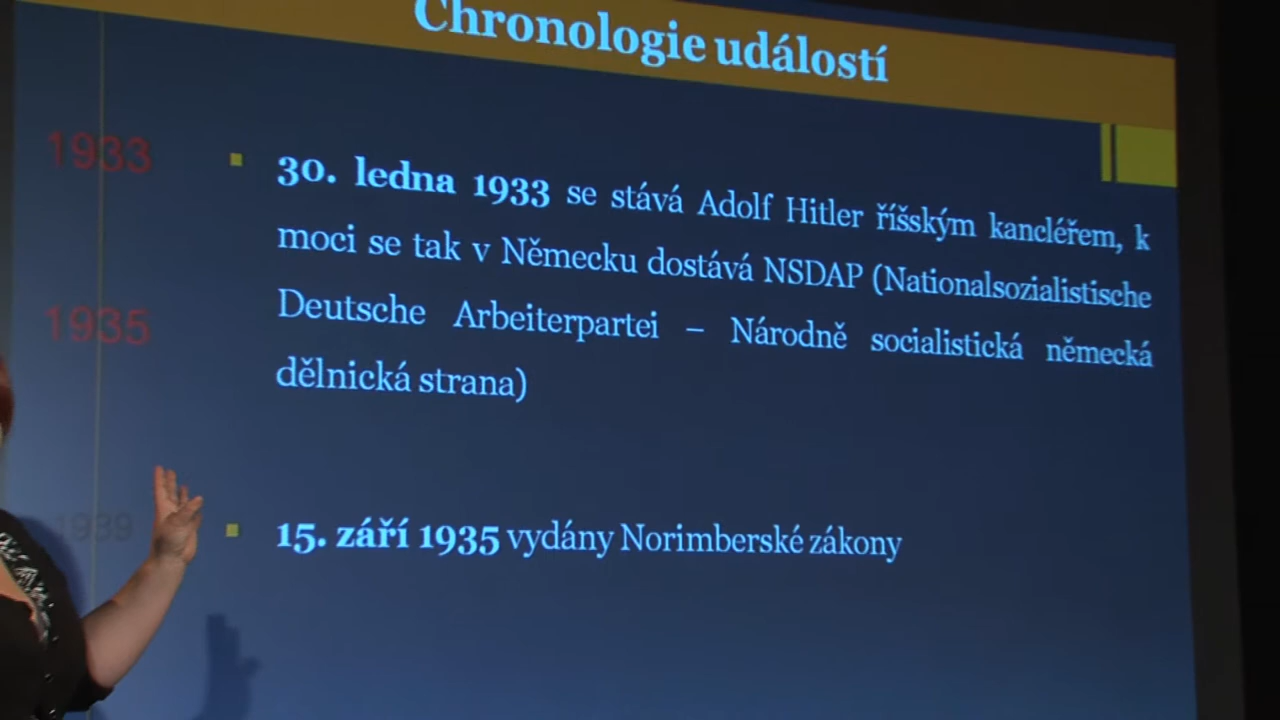 Chronologie událostí
1933
30. ledna 1933 se stává Adolf Hitler říšským kancléřem, k
moci se tak v Německu dostává NSDAP (Nationalsozialistische
Deutsche Arbeiterpartei – Národně socialistická německá
dělnická strana)
1935
15. září 1935 vydány Norimberské zákony
1939